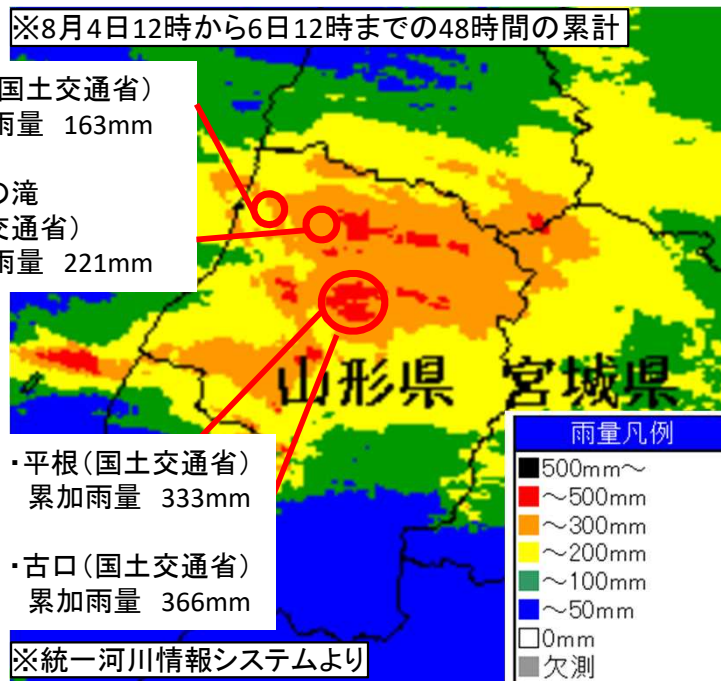 ※8月4日12時から6日12時までの48時間の累計
国土交通省）
雨量　163mm
の滝
交通省）
雨量　221mm
山形県　宮城県
・平根（国土交通省）
累加雨量　333mm
・古口（国土交通省）
累加雨量　366mm
※統一河川情報システムより
雨量凡例
500mm～
～500mm
～300mm
～200mm
～100mm
～50mm
0mm
欠測